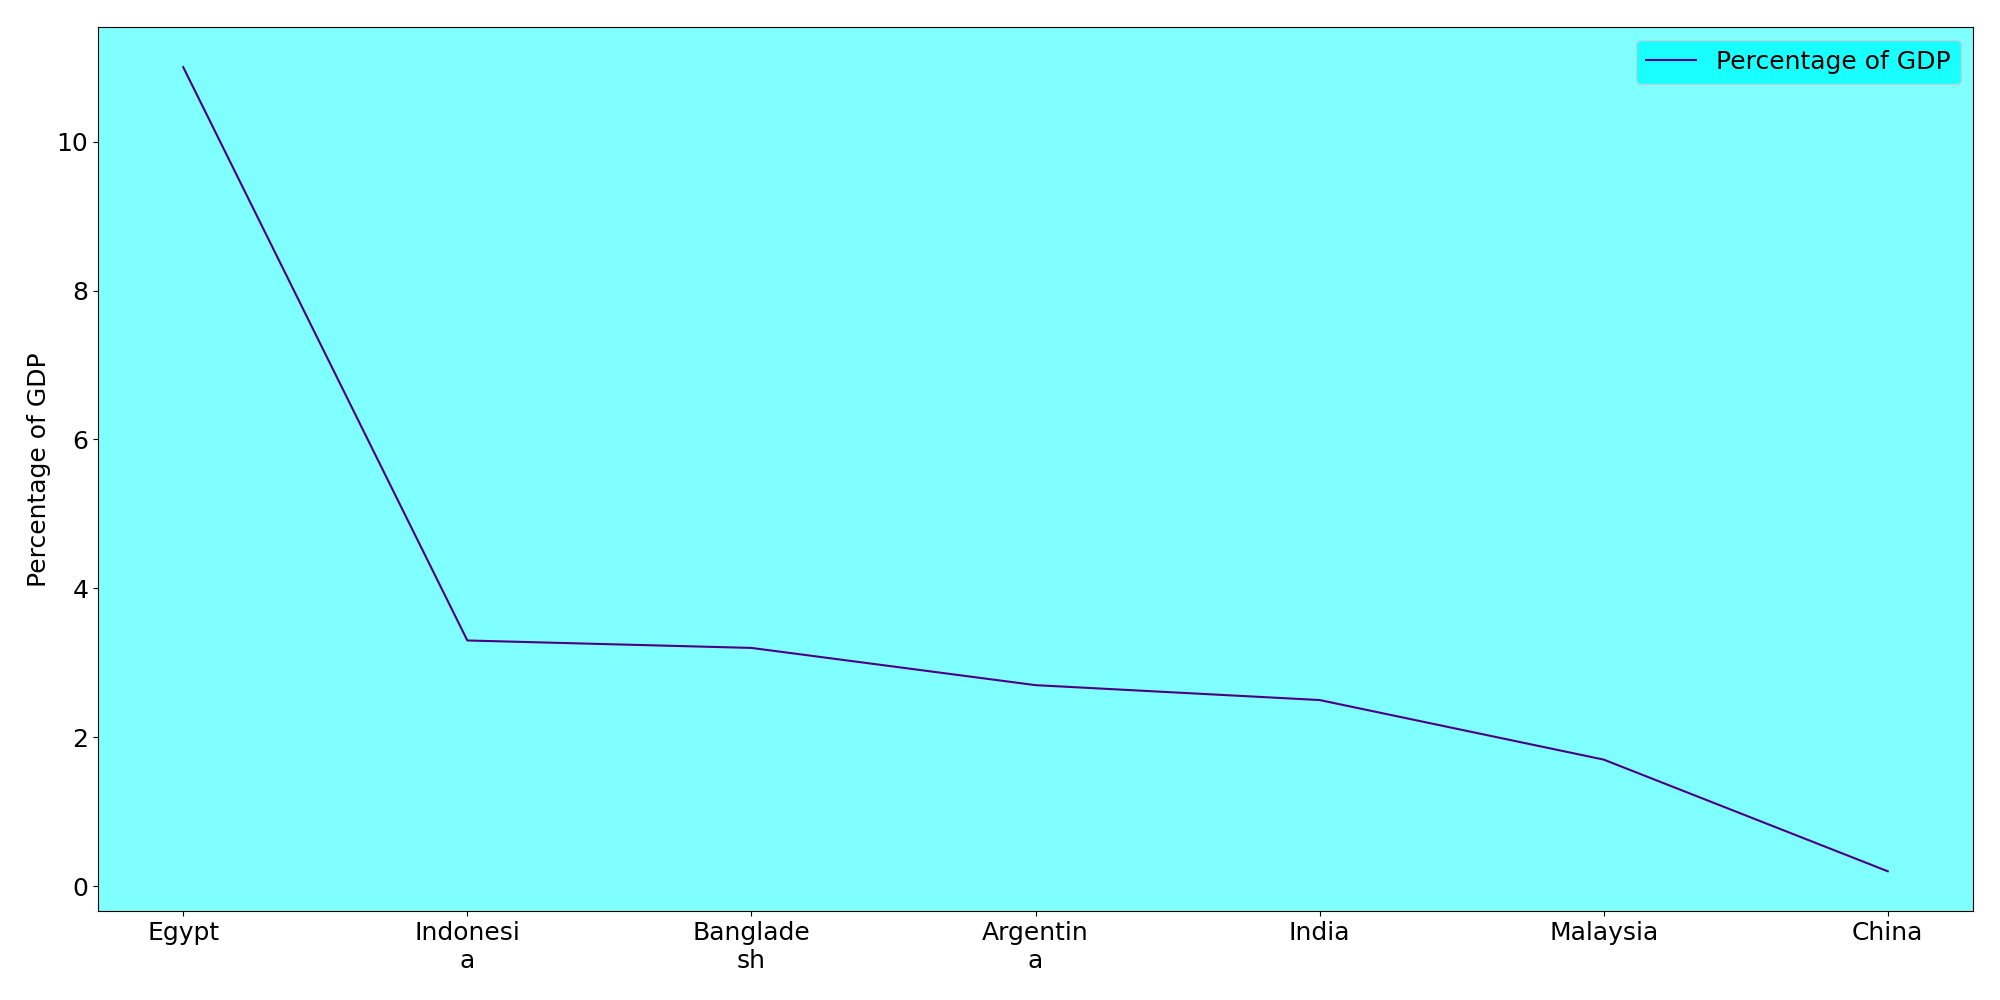 Percentage of GDP
10
8
6
4
2
0
Percentage of GDP
Egypt
Indonesi
a
Banglade
sh
Argentin
a
India
Malaysia
China